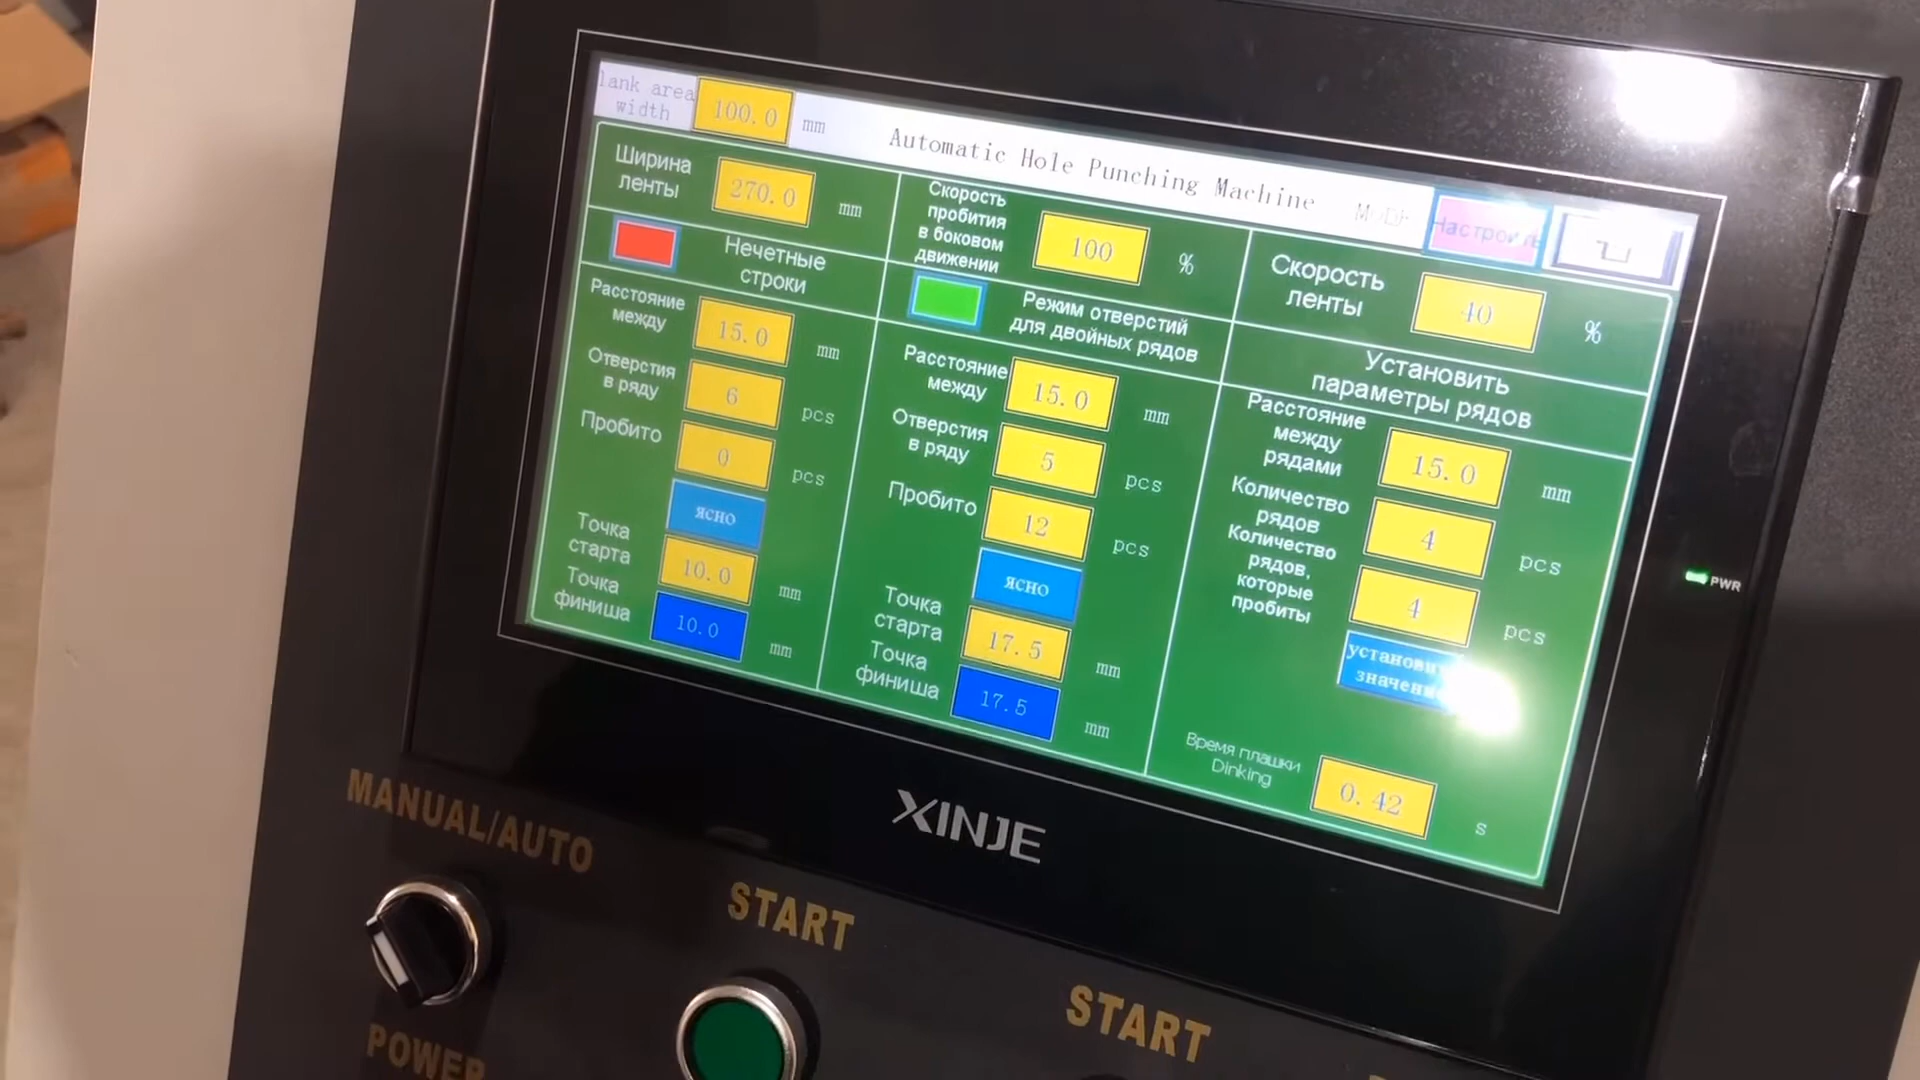 lank area
width
100.0
mm
Automatic Hole Punching Machine
Настроить
Ширина
ленты
270.0
mm
Скорость
пробития
в боковом
движении
100
%
Скорость
ленты
40
%
Нечетные
строки
Расстояние
между
15.0
mm
Отверстия
в ряду
6
pcs
Пробито
0
pcs
ясно
Точка
старта
10.0
mm
Точка
финиша
10.0
mm
Режим отверстий
для двойных рядов
Расстояние
между
15.0
mm
Отверстия
в ряду
5
pcs
Пробито
12
pcs
ясно
Точка
старта
17.5
mm
Точка
финиша
17.5
mm
Установить
параметры рядов
Расстояние
между
рядами
15.0
mm
Количество
рядов
4
pcs
Количество
рядов,
которые
пробиты
4
pcs
значение
Время плашки
Dinking
0.42
s
PWR
XINJE
MANUAL/AUTO
START
START
POWER